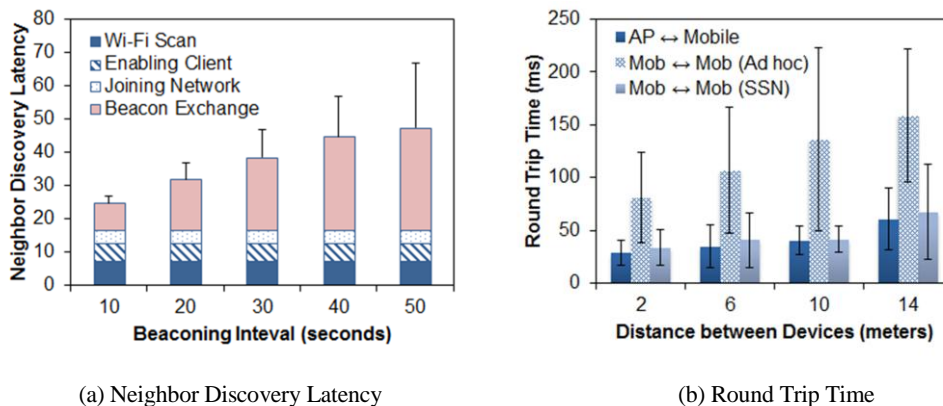 80
70
60
50
40
30
20
10
0
Neighbor Discovery Latency
Wi-Fi Scan
Enabling Client
Joining Network
Beacon Exchange
10 20 30 40 50
Beaconing Inteval (seconds)
(a) Neighbor Discovery Latency
250
200
150
100
50
0
Round Trip Time (ms)
AP ↔ Mobile
Mob ↔ Mob (Ad hoc)
Mob ↔ Mob (SSN)
2 6 10 14
Distance between Devices (meters)
(b) Round Trip Time